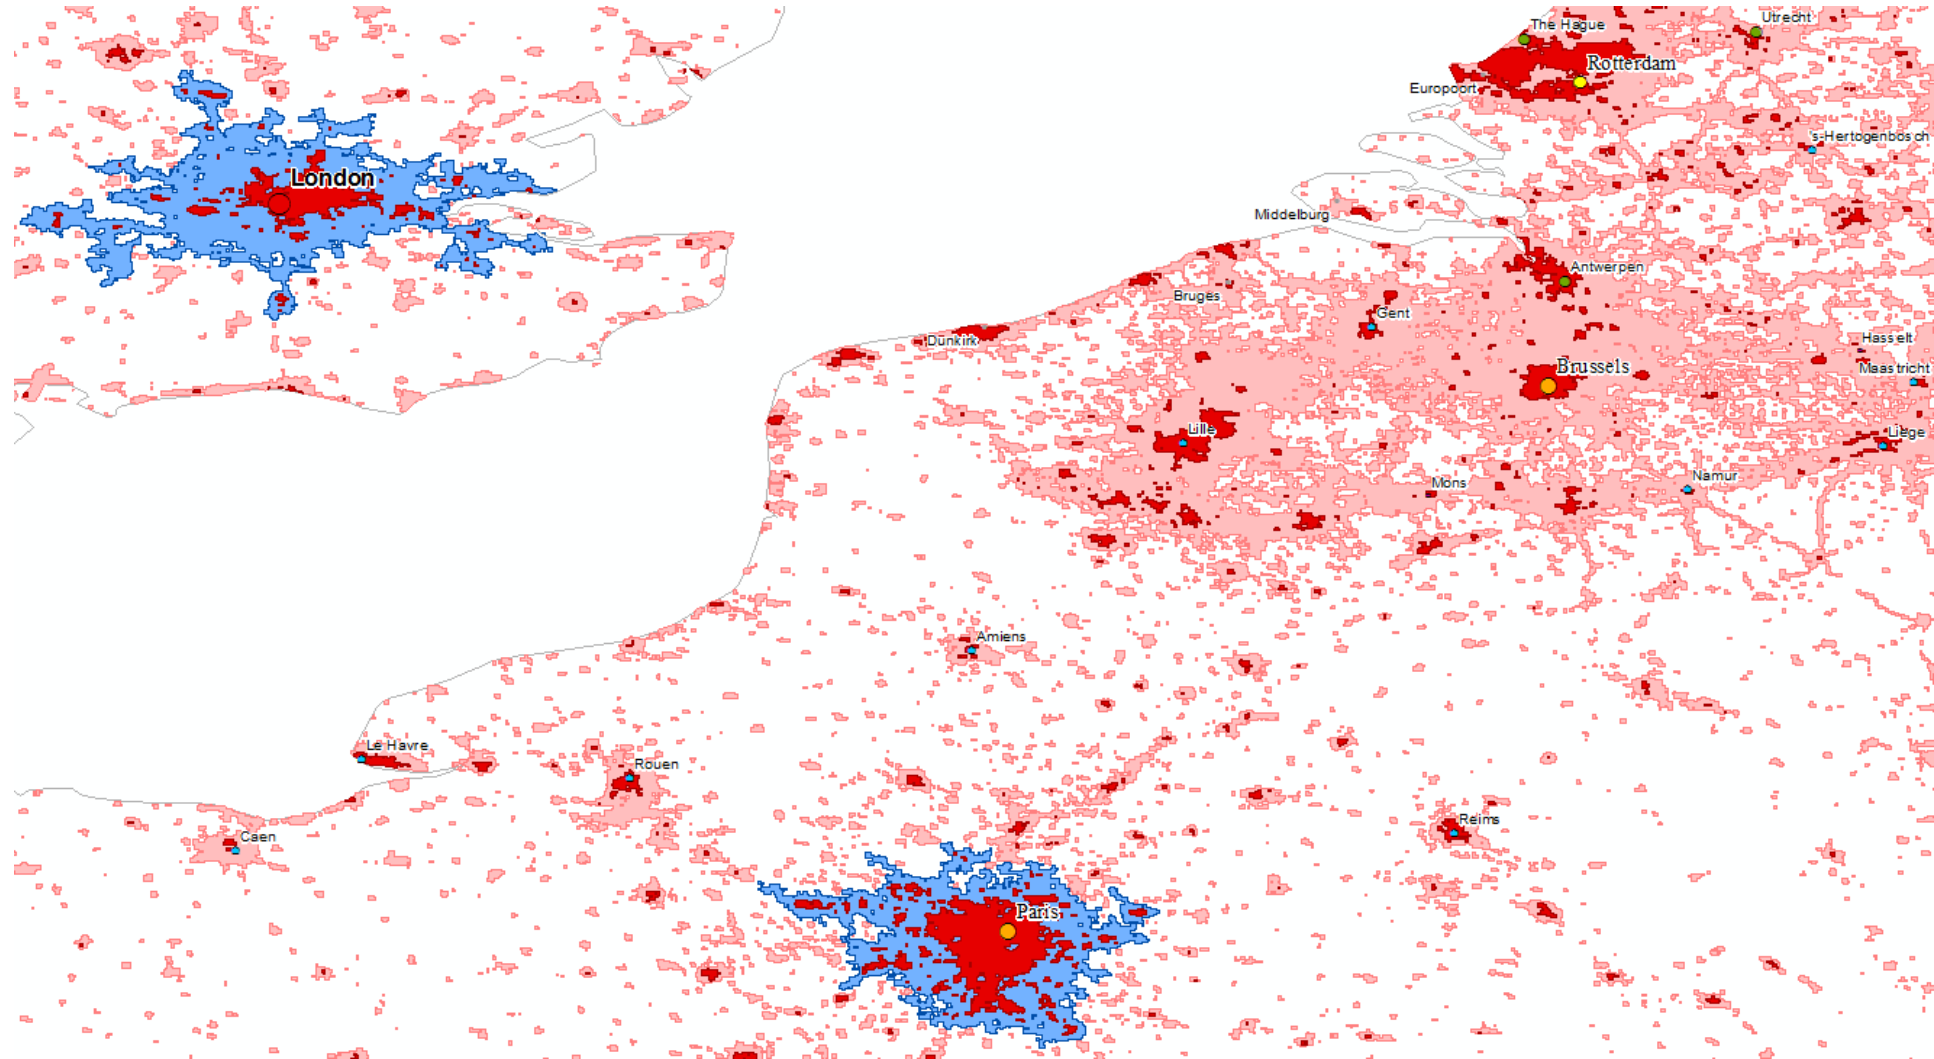 The Hague
Utrecht
Rotterdam
Europoort
's-Hertogenbosch
London
Middelburg
Antwerpen
Bruges
Gent
Dunkirk
Hasselt
Brussels
Maastricht
Lille
Liege
Mons
Namur
Amiens
Le Havre
Rouen
Caen
Reims
Paris